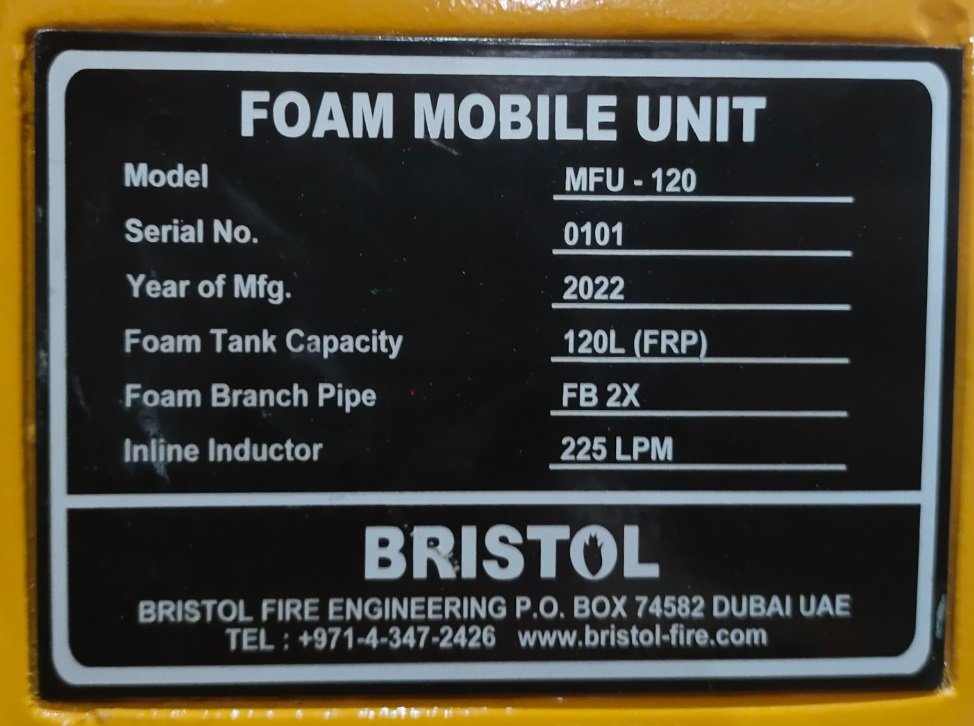 FOAM MOBILE UNIT
Model MFU - 120
Serial No. 0101
Year of Mfg. 2022
Foam Tank Capacity 120L (FRP)
Foam Branch Pipe FB 2X
Inline Inductor 225 LPM
BRISTOL
BRISTOL FIRE ENGINEERING P.O. BOX 74582 DUBAI UAE
TEL : +971-4-347-2426 www.bristol-fire.com